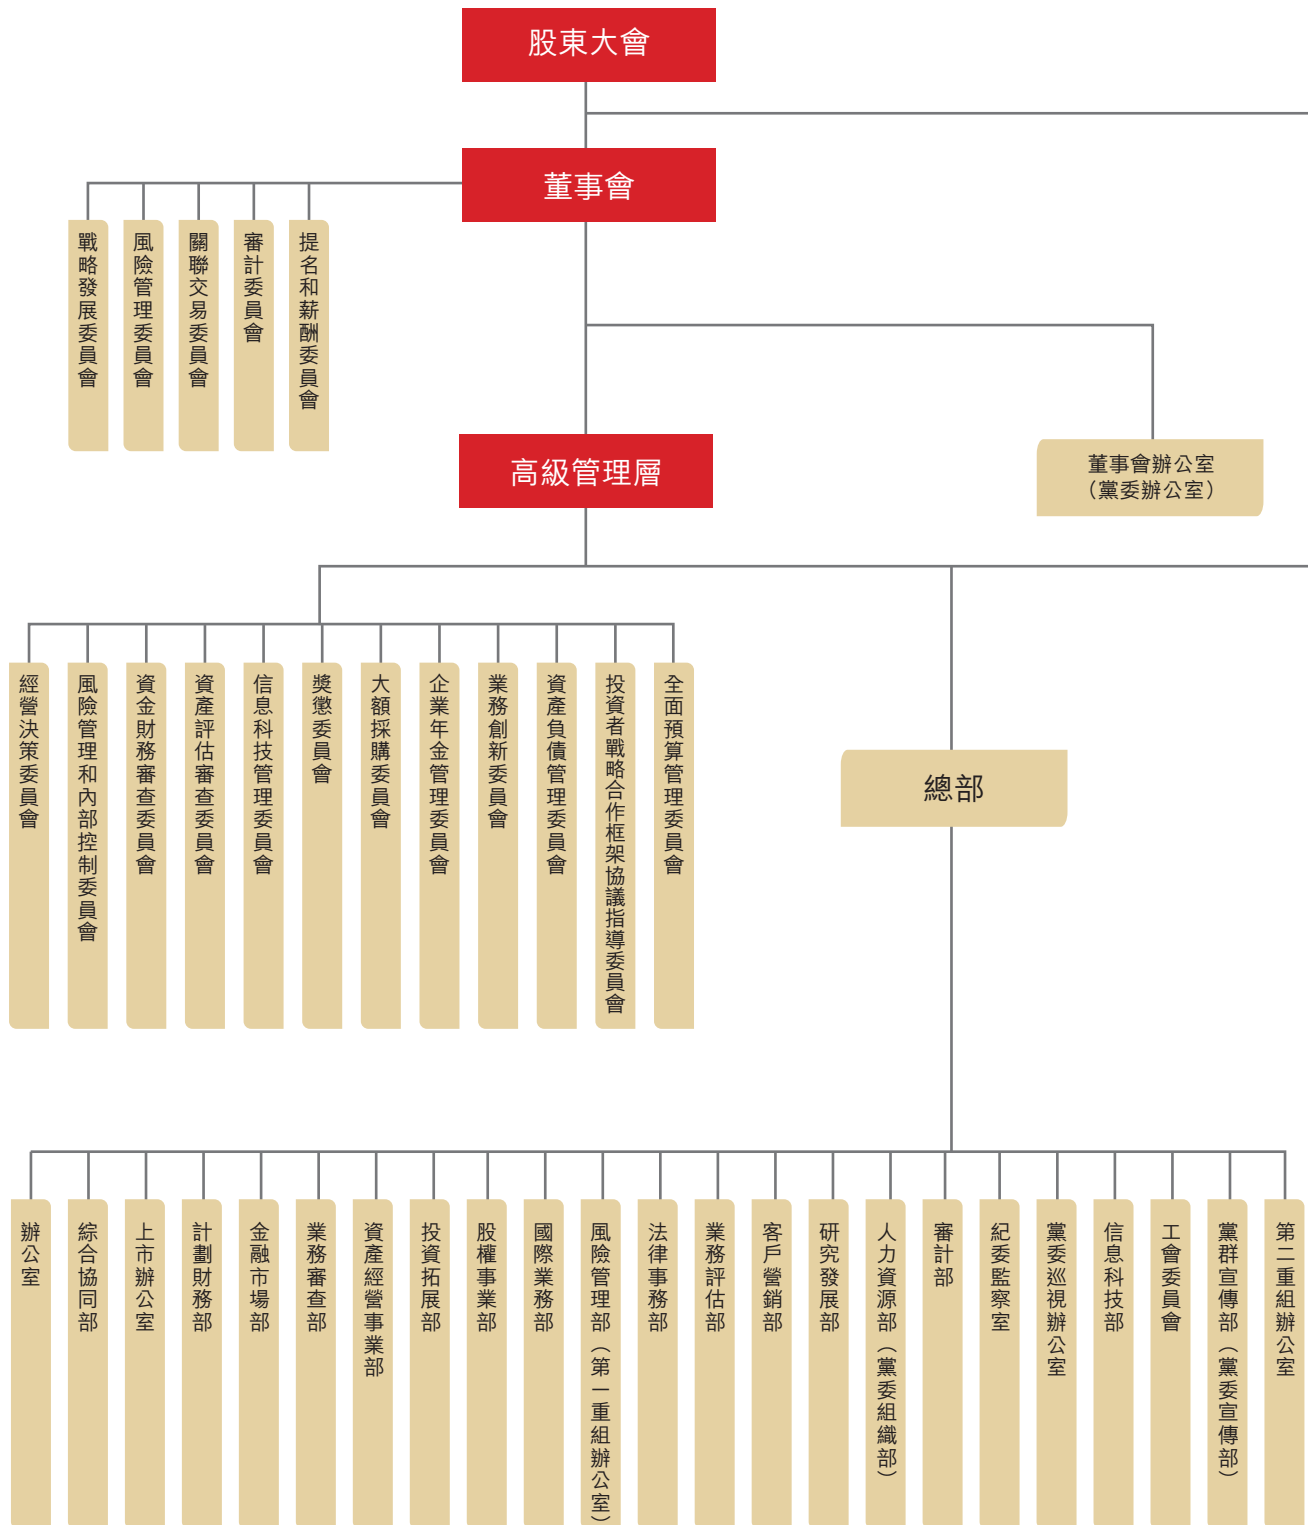 股東大會
董事會
戰略發展委員會
風險管理委員會
關聯交易委員會
審計委員會
提名和薪酬委員會
高級管理層
董事會辦公室
（黨委辦公室）
經營決策委員會
風險管理和內部控制委員會
資金財務審查委員會
資產評估審查委員會
信息科技管理委員會
獎懲委員會
大額採購委員會
企業年金管理委員會
業務創新委員會
資產負債管理委員會
投資者戰略合作框架協議指導委員會
全面預算管理委員會
總部
辦公室
綜合協同部
上市辦公室
計劃財務部
金融市場部
業務審查部
資產經營事業部
投資拓展部
股權事業部
國際業務部
風險管理部（第一重組辦公室）
法律事務部
業務評估部
客戶營銷部
研究發展部
人力資源部（黨委組織部）
審計部
紀委監察室
黨委巡視辦公室
信息科技部
工會委員會
黨群宣傳部（黨委宣傳部）
第二重組辦公室